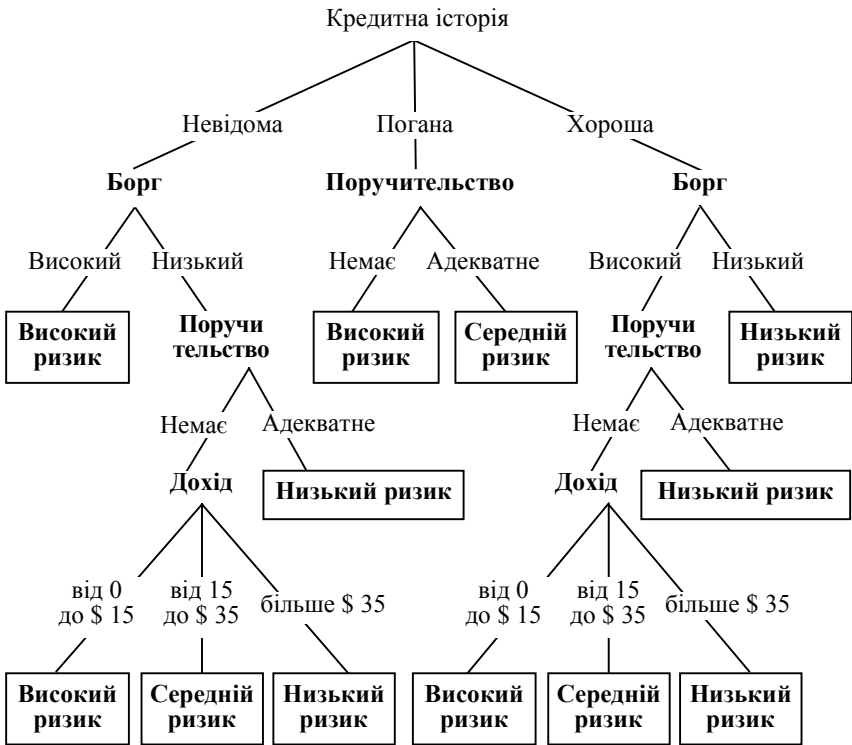 Кредитна історія
Невідома Погана Хороша
Борг Поручительство Борг
Високий Низький Немає Адекватне Високий Низький
Високий ризик Поручи Високий Середній Поручи Низький
ризик тельство ризик ризик тельство ризик
Немає Адекватне Немає Адекватне
Дохід Низький ризик Дохід Низький ризик
від 0 від 15 більше $ 35 від 0 від 15 більше $ 35
до $ 15 до $ 35 до $ 15 до $ 35
Високий Середній Низький Високий Середній Низький
ризик ризик ризик ризик ризик ризик